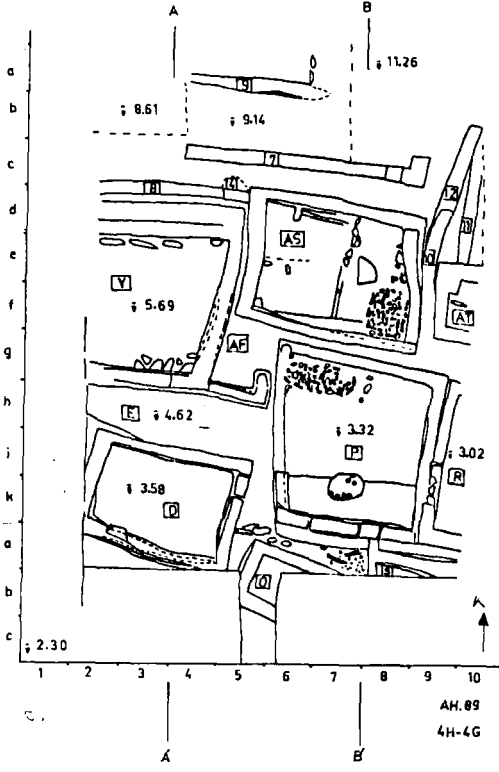 A B
a 11.26
9
b 8.61 9.14
c 7
8 14 12
d 11
AS
e 10
Y
f 5.69 AT
g AF
h E 4.62
3.32 3.02
j P R
k 3.58
D
a
15
b O
c
2.30
1 2 3 4 5 6 7 8 9 10
AH.89
4H-4G
A' B'